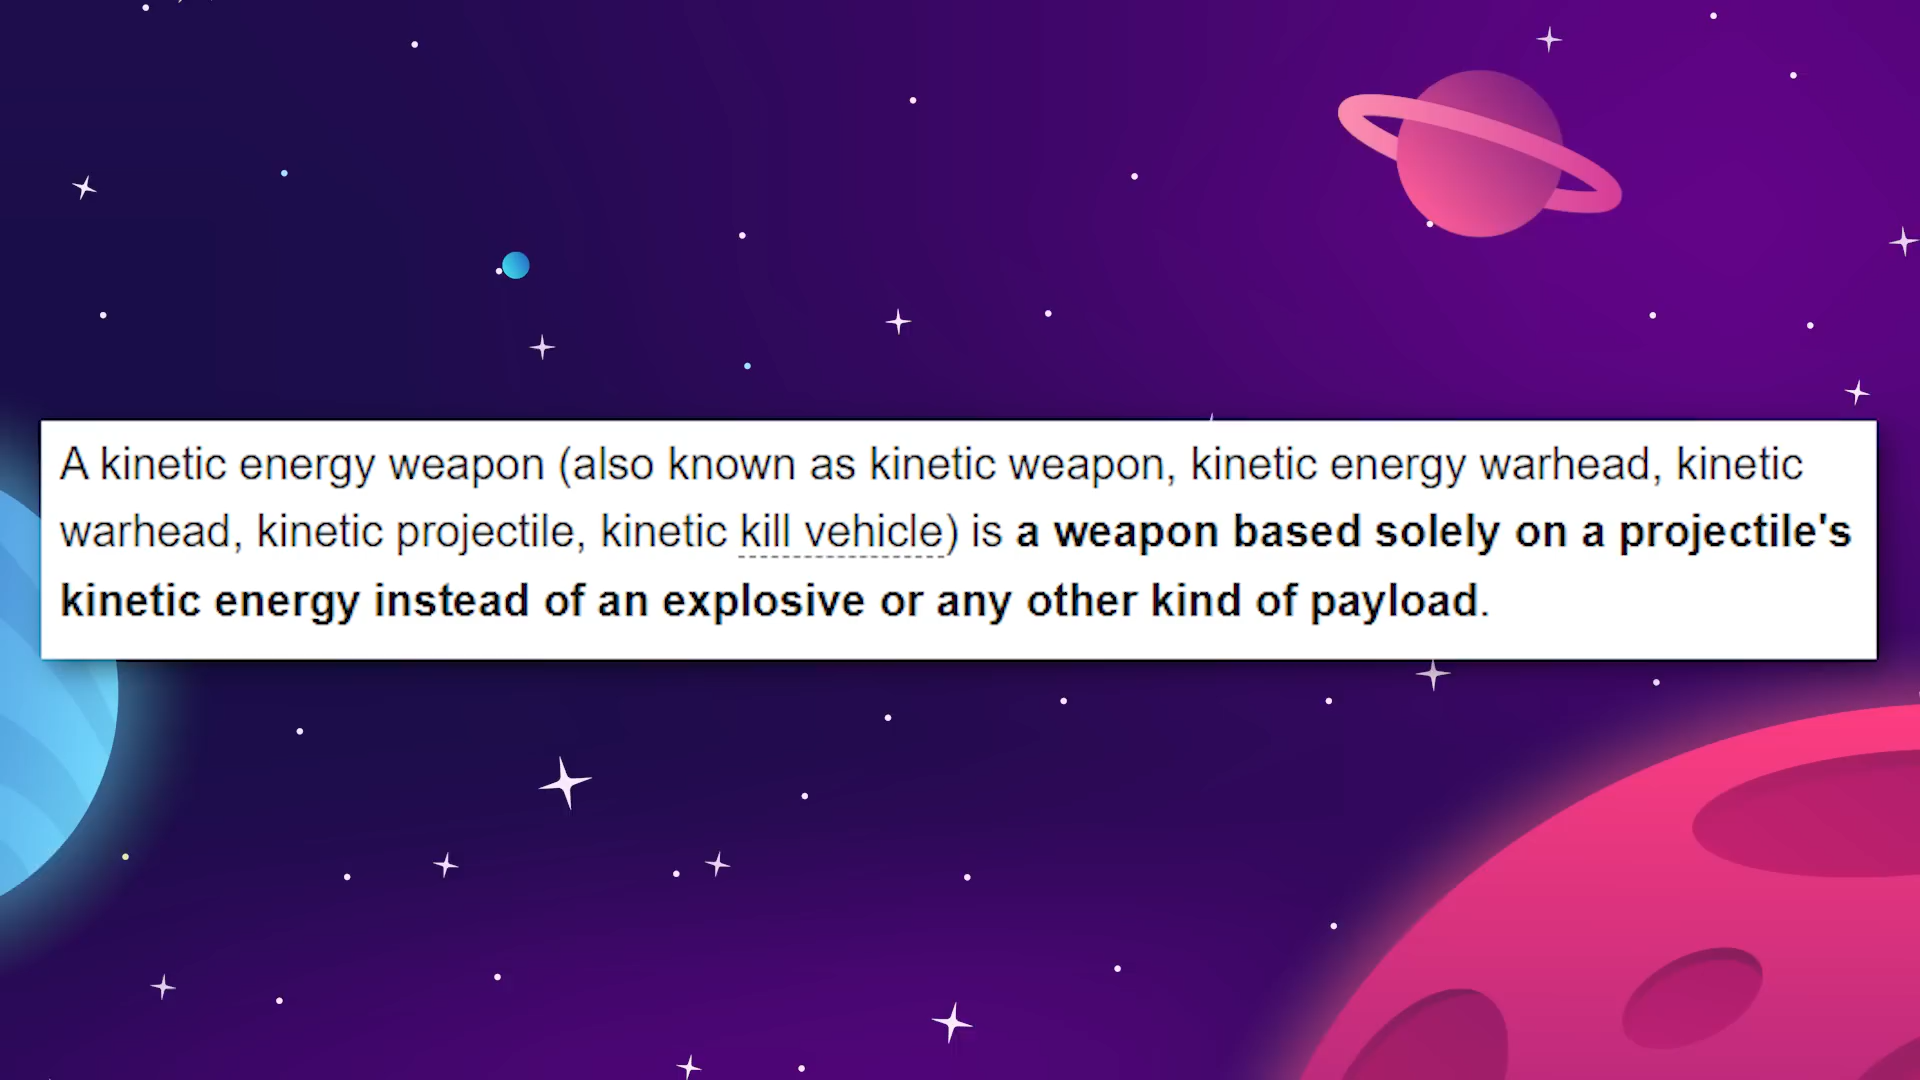 A kinetic energy weapon (also known as kinetic weapon, kinetic energy warhead, kinetic
warhead, kinetic projectile, kinetic kill vehicle) is a weapon based solely on a projectile's
kinetic energy instead of an explosive or any other kind of payload.